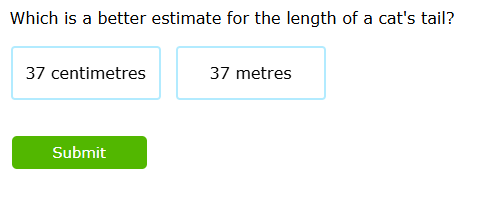 Which is a better estimate for the length of a cat's tail?
37 centimetres 37 metres
Submit